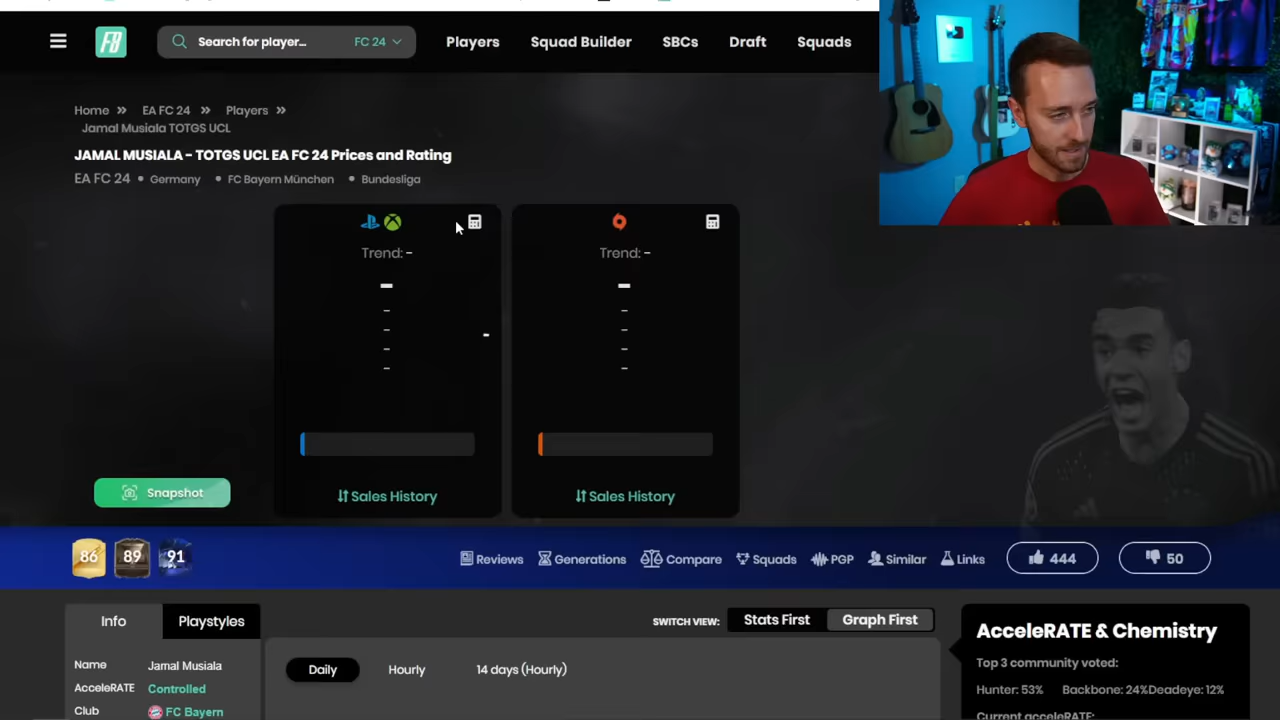 FB
Search for player...
FC 24
Players
Squad Builder
SBCs
Draft
Squads
Home » EA FC 24 » Players »
Jamal Musiala TOTGS UCL
JAMAL MUSIALA - TOTGS UCL EA FC 24 Prices and Rating
EA FC 24 • Germany • FC Bayern München • Bundesliga
Trend: -
-
-
-
-
-
Sales History
-
Trend: -
-
-
-
-
-
Sales History
Snapshot
86
89
91
Reviews
Generations
Compare
Squads
PGP
Similar
Links
444
50
Info
Playstyles
Name Jamal Musiala
AcceleRATE Controlled
Club FC Bayern
SWITCH VIEW:
Stats First
Graph First
Daily
Hourly
14 days (Hourly)
AcceleRATE & Chemistry
Top 3 community voted:
Hunter: 53% Backbone: 24% Deadeye: 12%
Current acceleRATE: